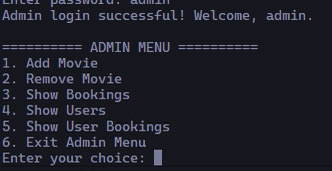 Enter password: admin
Admin login successful! Welcome, admin.
========== ADMIN MENU ==========
1. Add Movie
2. Remove Movie
3. Show Bookings
4. Show Users
5. Show User Bookings
6. Exit Admin Menu
Enter your choice: